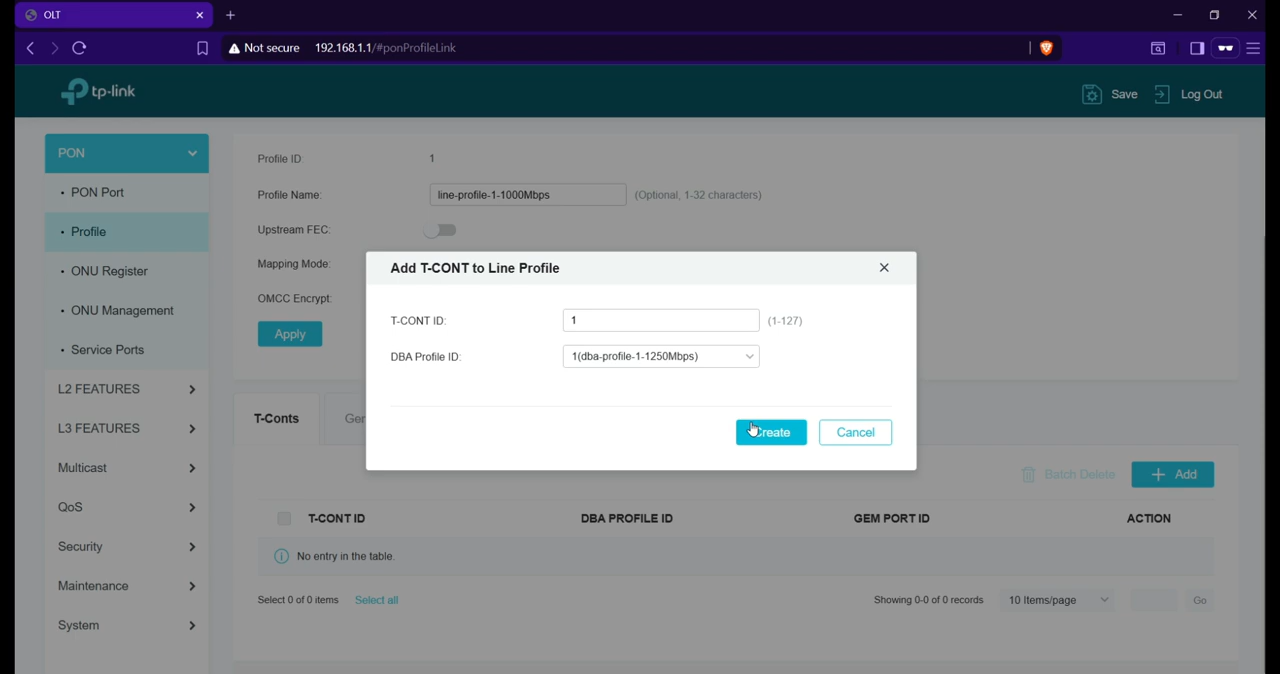 OLT
Not secure 192.168.1.1/#ponProfileLink
tp-link
Save
Log Out
PON
PON Port
Profile
ONU Register
ONU Management
Service Ports
L2 FEATURES
L3 FEATURES
Multicast
QoS
Security
Maintenance
System
Profile ID: 1
Profile Name: line-profile-1-1000Mbps (Optional, 1-32 characters)
Upstream FEC:
Mapping Mode:
OMCC Encrypt:
Apply
Add T-CONT to Line Profile
T-CONT ID: 1 (1-127)
DBA Profile ID: 1(dba-profile-1-1250Mbps)
Create Cancel
T-Conts
Batch Delete Add
T-CONT ID DBA PROFILE ID GEM PORT ID ACTION
No entry in the table.
Select 0 of 0 items Select all Showing 0-0 of 0 records 10 Items/page Go